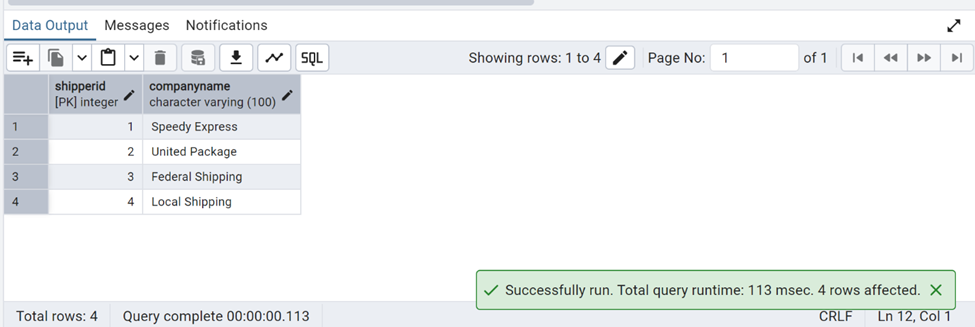 Data Output Messages Notifications
SQL Showing rows: 1 to 4 Page No: 1 of 1
shipperid companyname
[PK] integer character varying (100)
1 1 Speedy Express
2 2 United Package
3 3 Federal Shipping
4 4 Local Shipping
Successfully run. Total query runtime: 113 msec. 4 rows affected.
Total rows: 4 Query complete 00:00:00.113 CRLF Ln 12, Col 1